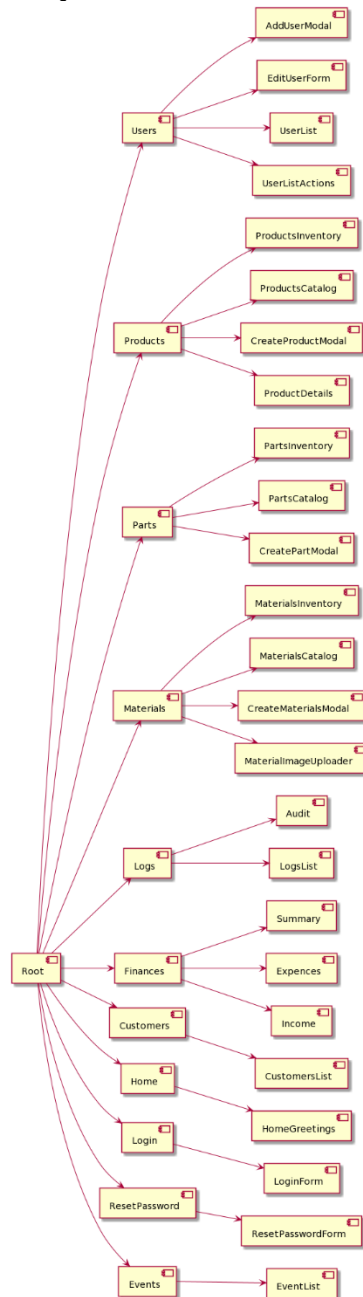 AddUserModal
EditUserForm
Users
UserList
UserListActions
ProductsInventory
ProductsCatalog
Products
CreateProductModal
ProductDetails
PartsInventory
PartsCatalog
Parts
CreatePartModal
MaterialsInventory
MaterialsCatalog
Materials
CreateMaterialsModal
MaterialImageUploader
Audit
Logs
LogsList
Summary
Root
Finances
Expences
Income
Customers
CustomersList
Home
HomeGreetings
Login
LoginForm
ResetPassword
ResetPasswordForm
Events
EventList